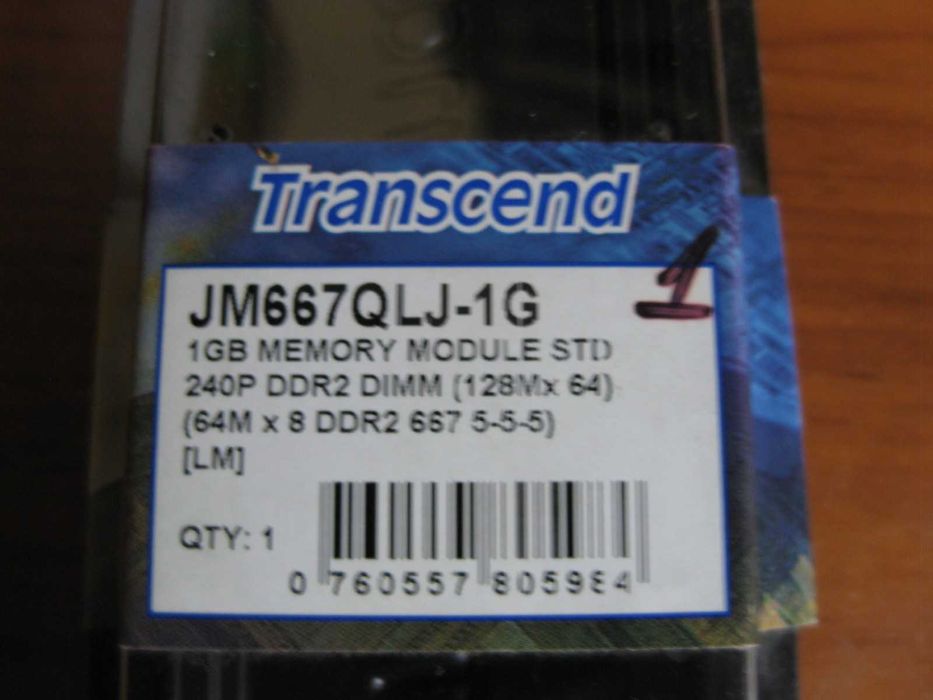 Transcend
1
JM667QLJ-1G
1GB MEMORY MODULE STD
240P DDR2 DIMM (128Mx 64)
(64M x 8 DDR2 667 5-5-5)
[LM]
QTY: 1
0 760557 805984